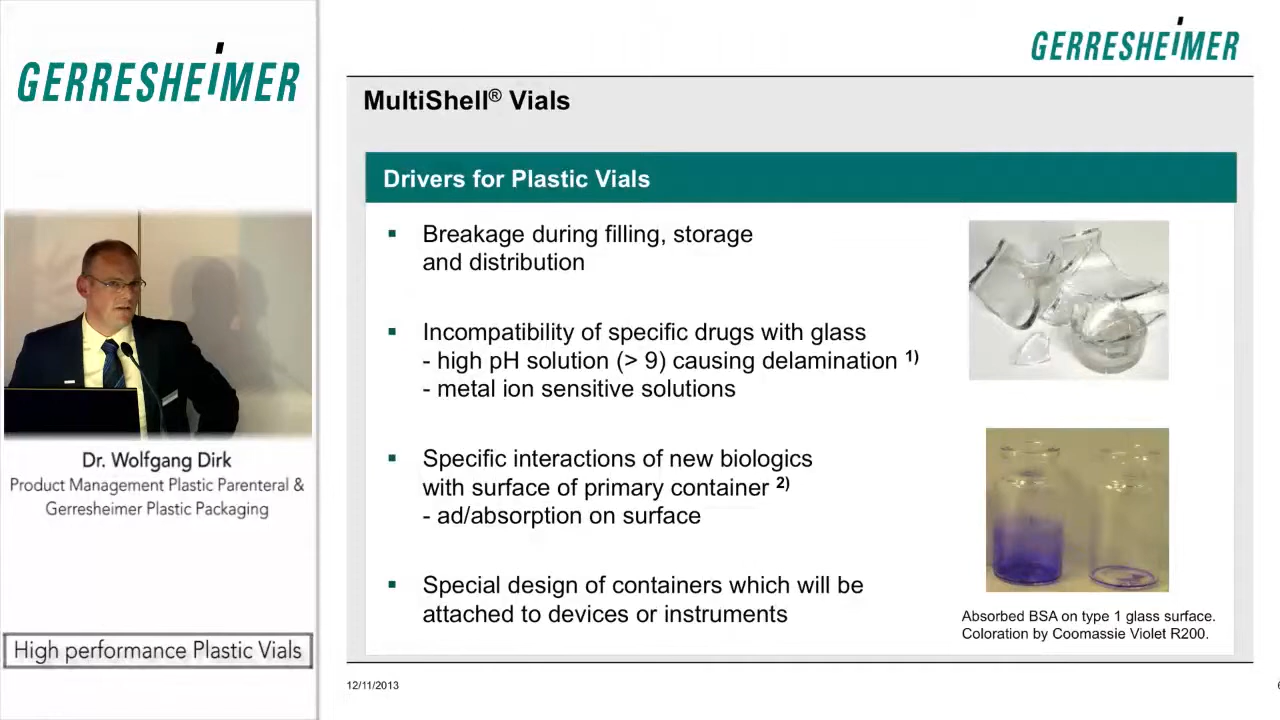 GERRESHEIMER
Dr. Wolfgang Dirk
Product Management Plastic Parenteral &
Gerresheimer Plastic Packaging
High performance Plastic Vials
GERRESHEIMER
MultiShell® Vials
Drivers for Plastic Vials
▪ Breakage during filling, storage
and distribution
▪ Incompatibility of specific drugs with glass
- high pH solution (> 9) causing delamination 1)
- metal ion sensitive solutions
▪ Specific interactions of new biologics
with surface of primary container 2)
- ad/absorption on surface
▪ Special design of containers which will be
attached to devices or instruments
Absorbed BSA on type 1 glass surface.
Coloration by Coomassie Violet R200.
12/11/2013